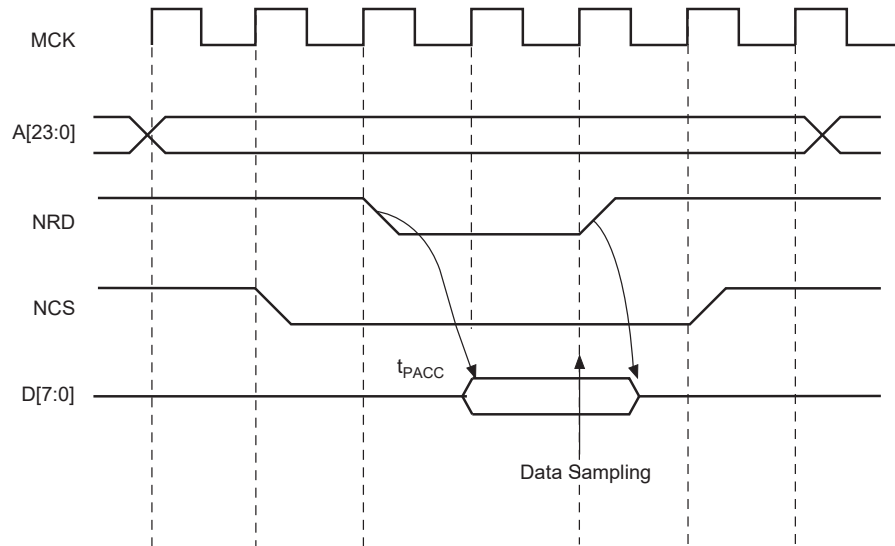 MCK
A[23:0]
NRD
NCS
tPACC
D[7:0]
Data Sampling